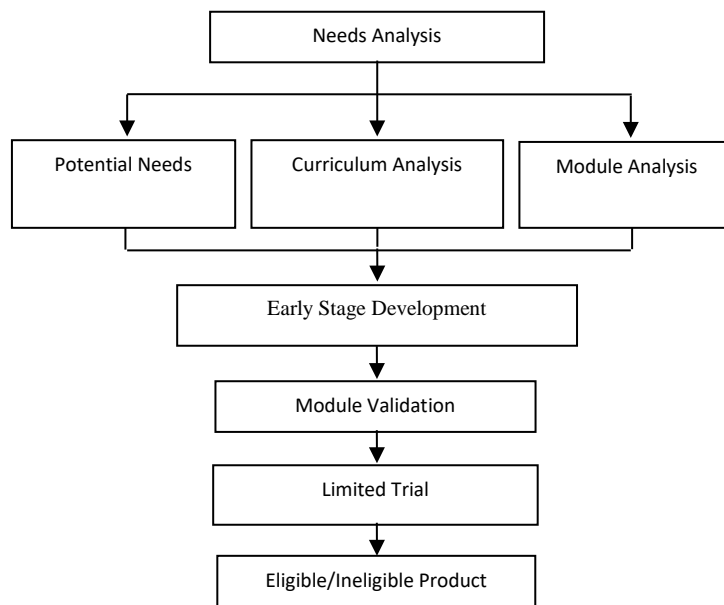 Needs Analysis
Potential Needs
Curriculum Analysis
Module Analysis
Early Stage Development
Module Validation
Limited Trial
Eligible/Ineligible Product